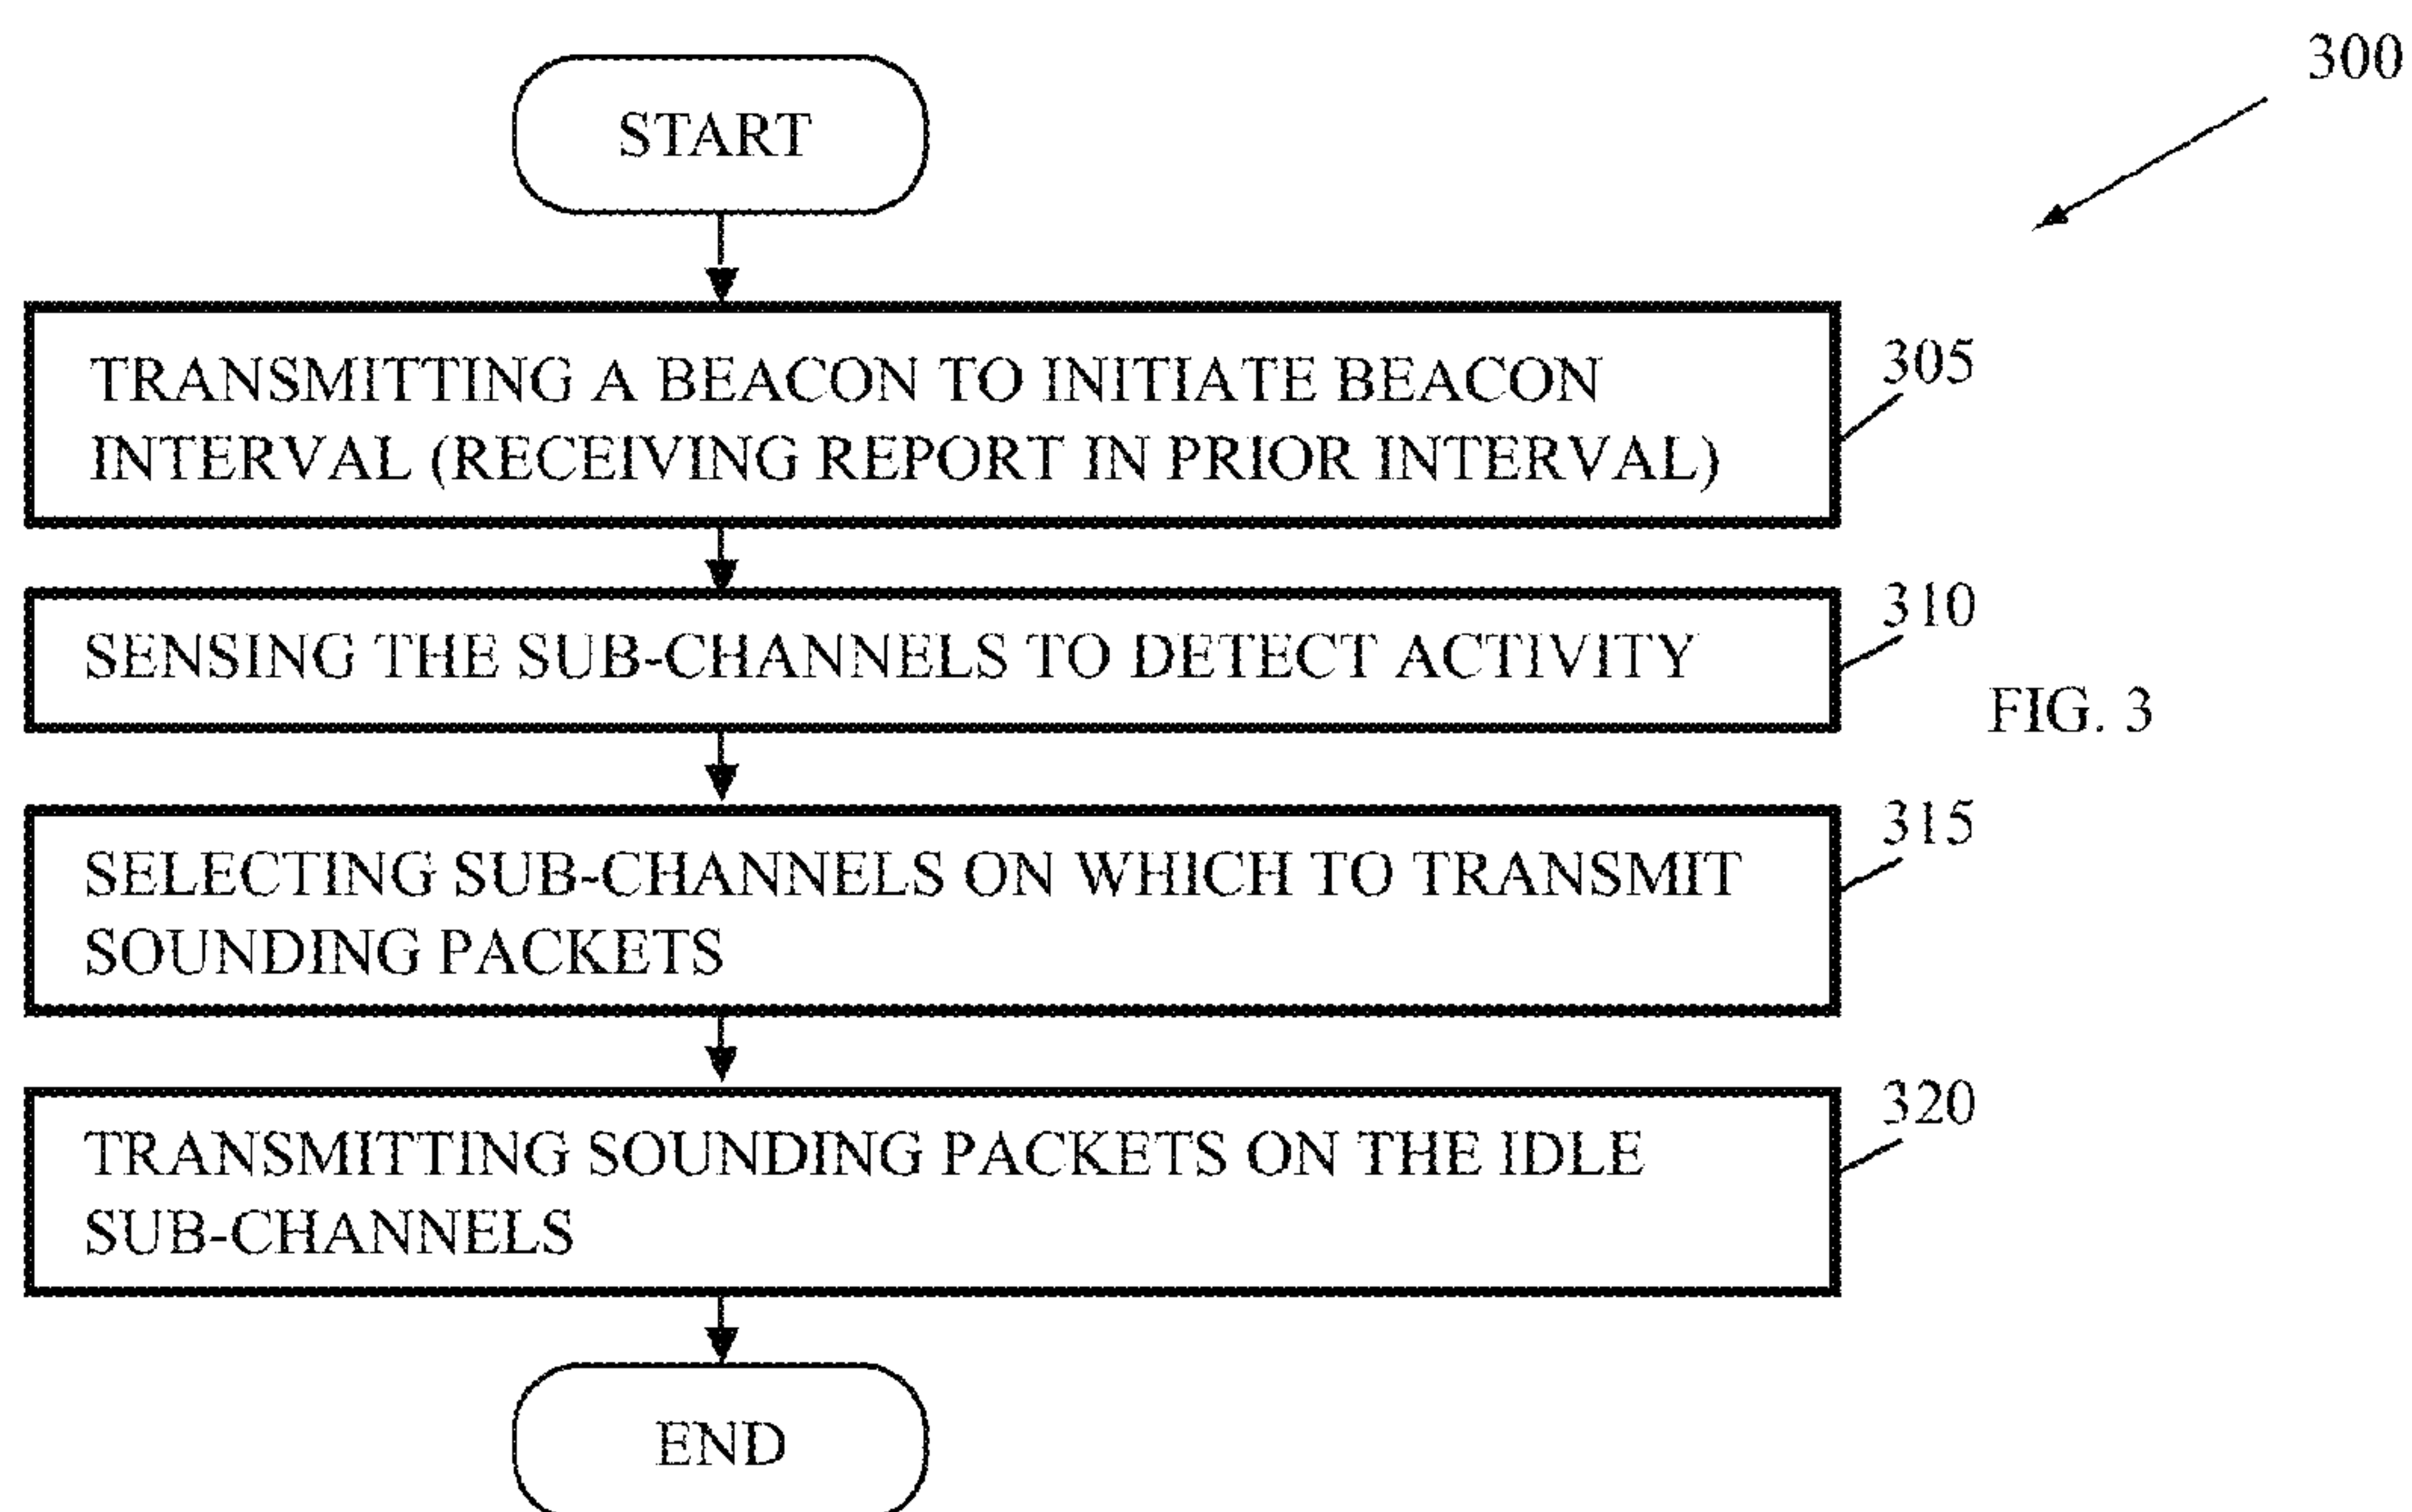 300
START
TRANSMITTING A BEACON TO INITIATE BEACON
INTERVAL (RECEIVING REPORT IN PRIOR INTERVAL)
305
SENSING THE SUB-CHANNELS TO DETECT ACTIVITY
310
FIG. 3
SELECTING SUB-CHANNELS ON WHICH TO TRANSMIT
SOUNDING PACKETS
315
TRANSMITTING SOUNDING PACKETS ON THE IDLE
SUB-CHANNELS
320
END